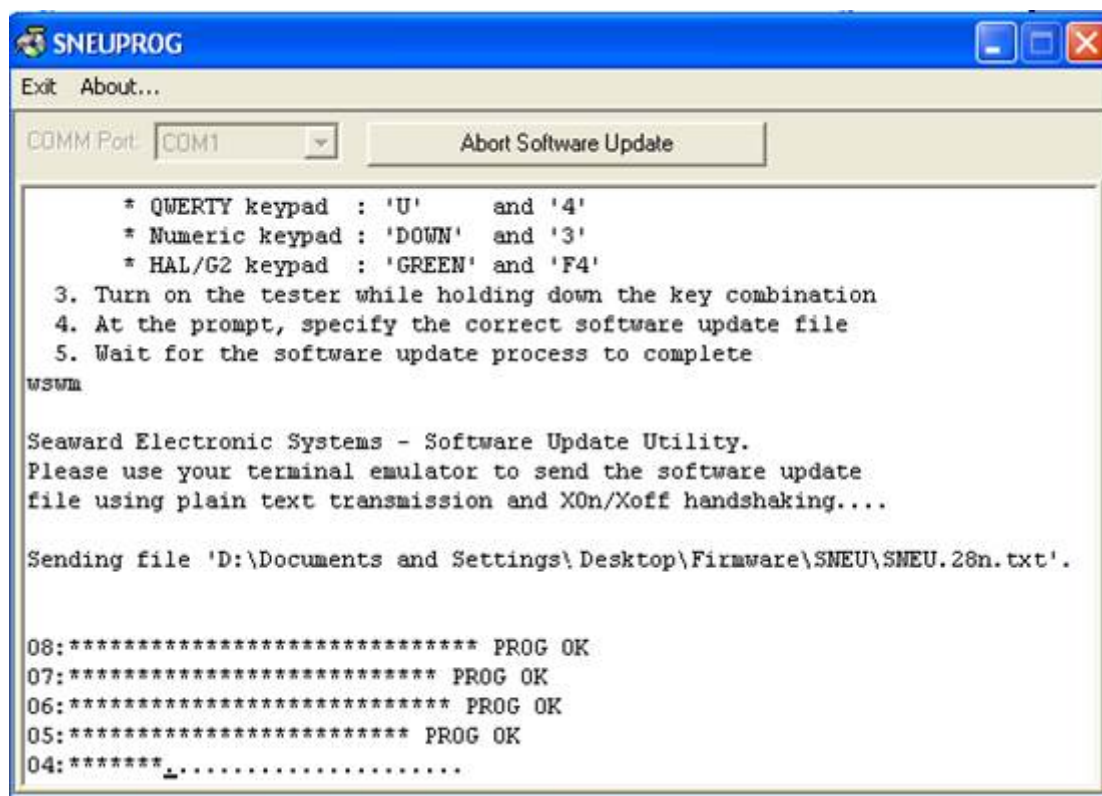 SNEUPROG
Exit About...
COMM Port: COM1 Abort Software Update
* QWERTY keypad : 'U' and '4'
* Numeric keypad : 'DOWN' and '3'
* HAL/G2 keypad : 'GREEN' and 'F4'
3. Turn on the tester while holding down the key combination
4. At the prompt, specify the correct software update file
5. Wait for the software update process to complete
wswm
Seaward Electronic Systems - Software Update Utility.
Please use your terminal emulator to send the software update
file using plain text transmission and XOn/Xoff handshaking....
Sending file 'D:\Documents and Settings\ Desktop\Firmware\SNEU\SNEU.28n.txt'.
08:****************************** PROG OK
07:*************************** PROG OK
06:**************************** PROG OK
05:************************* PROG OK
04:*******......................